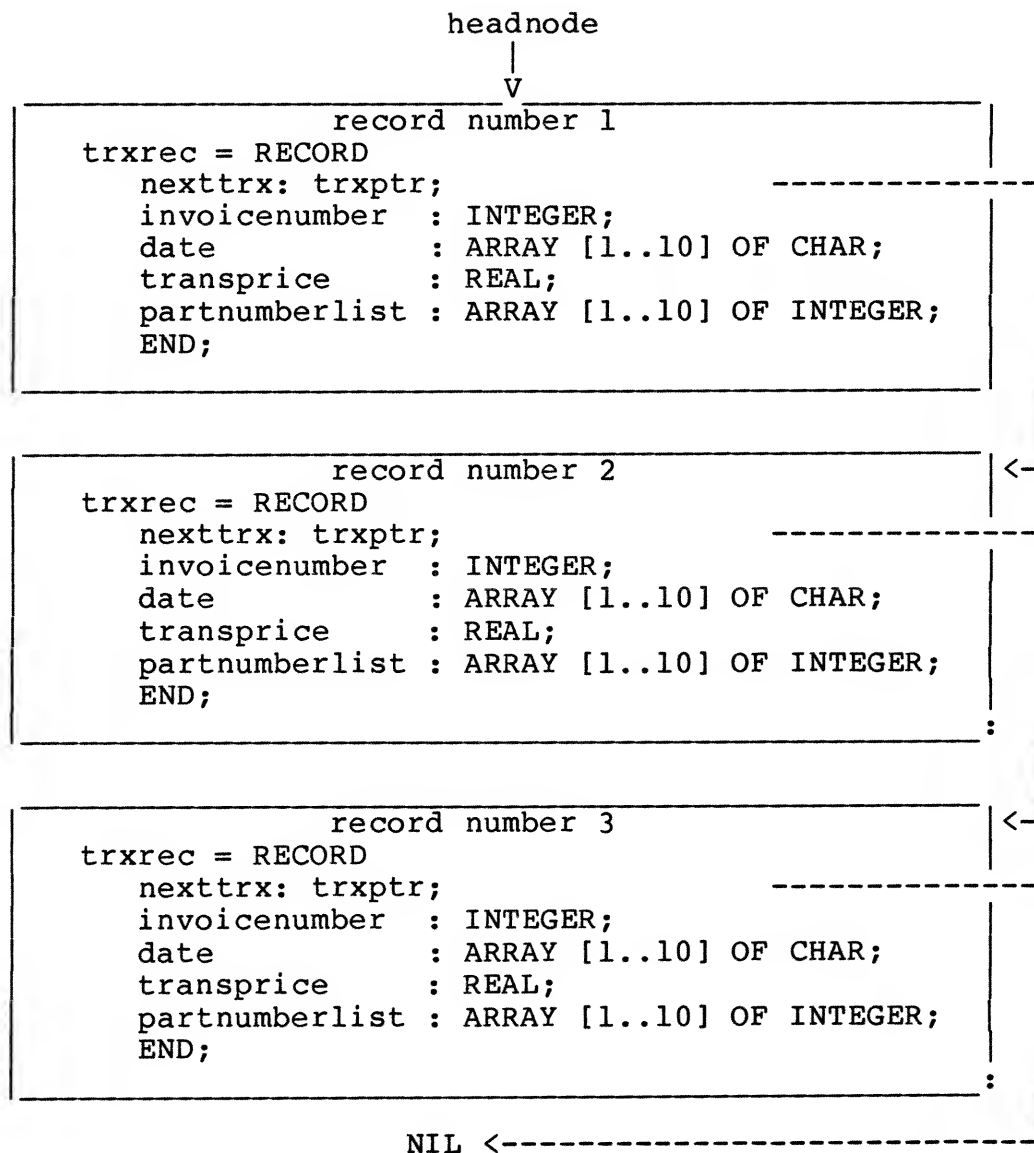 headnode
|
V
record number 1
trxrec = RECORD
nexttrx: trxptr; ---------------
invoicenumber : INTEGER;
date : ARRAY [1..10] OF CHAR;
transprice : REAL;
partnumberlist : ARRAY [1..10] OF INTEGER;
END;
record number 2 <-
trxrec = RECORD
nexttrx: trxptr; ---------------
invoicenumber : INTEGER;
date : ARRAY [1..10] OF CHAR;
transprice : REAL;
partnumberlist : ARRAY [1..10] OF INTEGER;
END;
:
record number 3 <-
trxrec = RECORD
nexttrx: trxptr; ---------------
invoicenumber : INTEGER;
date : ARRAY [1..10] OF CHAR;
transprice : REAL;
partnumberlist : ARRAY [1..10] OF INTEGER;
END;
:
NIL <----------------------------